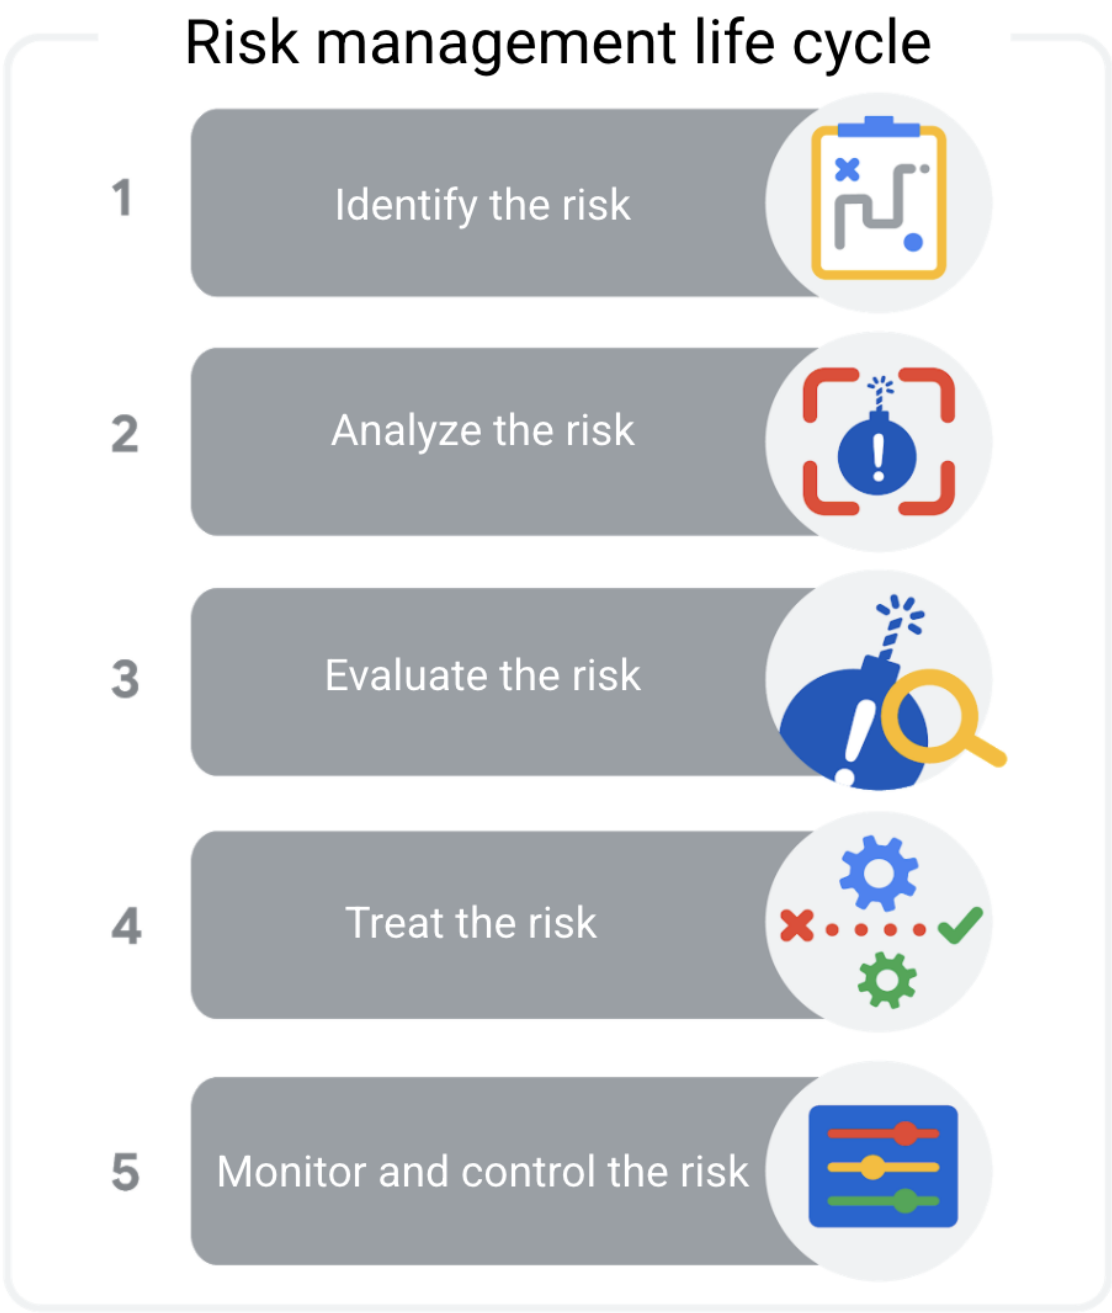 Risk management life cycle
1
Identify the risk
2
Analyze the risk
3
Evaluate the risk
4
Treat the risk
5
Monitor and control the risk